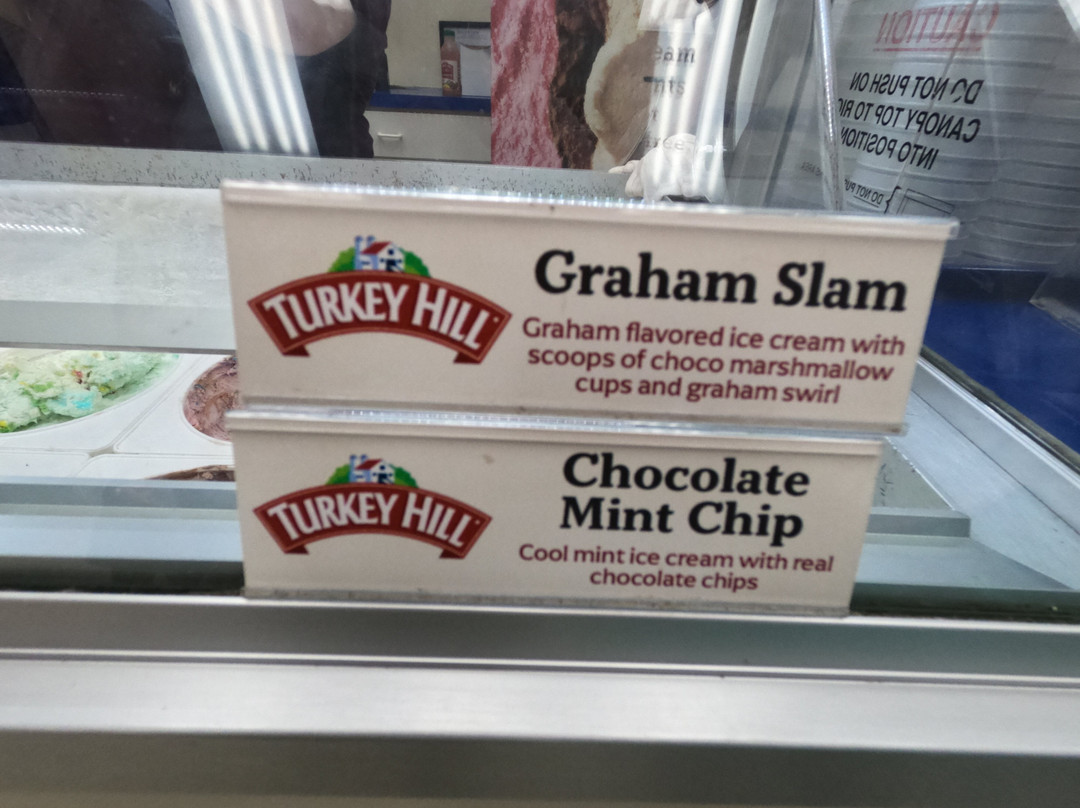 CAUTION
DO NOT PUSH ON
CANOPY TOP TO
INTO POSITION
DO NOT
TURKEY HILL
Graham Slam
Graham flavored ice cream with
scoops of choco marshmallow
cups and graham swirl
TURKEY HILL
Chocolate
Mint Chip
Cool mint ice cream with real
chocolate chips